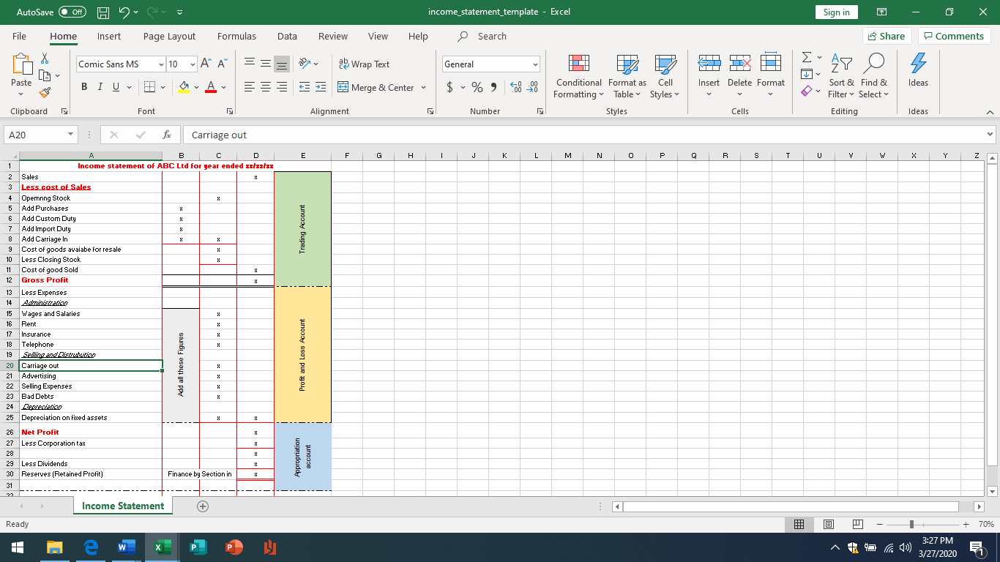 AutoSave Off income_statement_template - Excel Sign in
File Home Insert Page Layout Formulas Data Review View Help Search Share Comments
Paste Clipboard
Comic Sans MS 10 A A B I U A Font
ab Wrap Text Merge & Center Alignment
General $ % Number
Conditional Formatting Format as Table Cell Styles Styles
Insert Delete Format Cells
Sort & Filter Find & Select Editing
Ideas Ideas
A20 fx Carriage out
A B C D E F G H I J K L M N O P Q R S T U V W X Y Z
1 Income statement of ABC Ltd for year ended xx/xx/xx
2 Sales x
3 Less cost of Sales
4 Opernng Stock x
5 Add Purchases x
6 Add Custom Duty x
7 Add Import Duty x
8 Add Carriage In x x
9 Cost of goods avaiabe for resale x
10 Less Closing Stock x
11 Cost of good Sold x
12 Gross Profit x
Trading Account
13 Less Expenses
14 Administration
15 Wages and Salaries x
16 Rent x
17 Insurance x
18 Telephone x
19 Selling and Distrubution
20 Carriage out x
21 Advertising x
22 Selling Expenses x
23 Bad Debts x
24 Depreciation
25 Depreciation on fixed assets x x
Add all these Figures
Profit and Loss Account
26 Net Profit x
27 Less Corporation tax x
28 x
29 Less Dividends x
30 Reserves (Retained Profit) Finance by Section in x
31
Appropriation account
Income Statement
Ready 70%
3:27 PM
3/27/2020
1